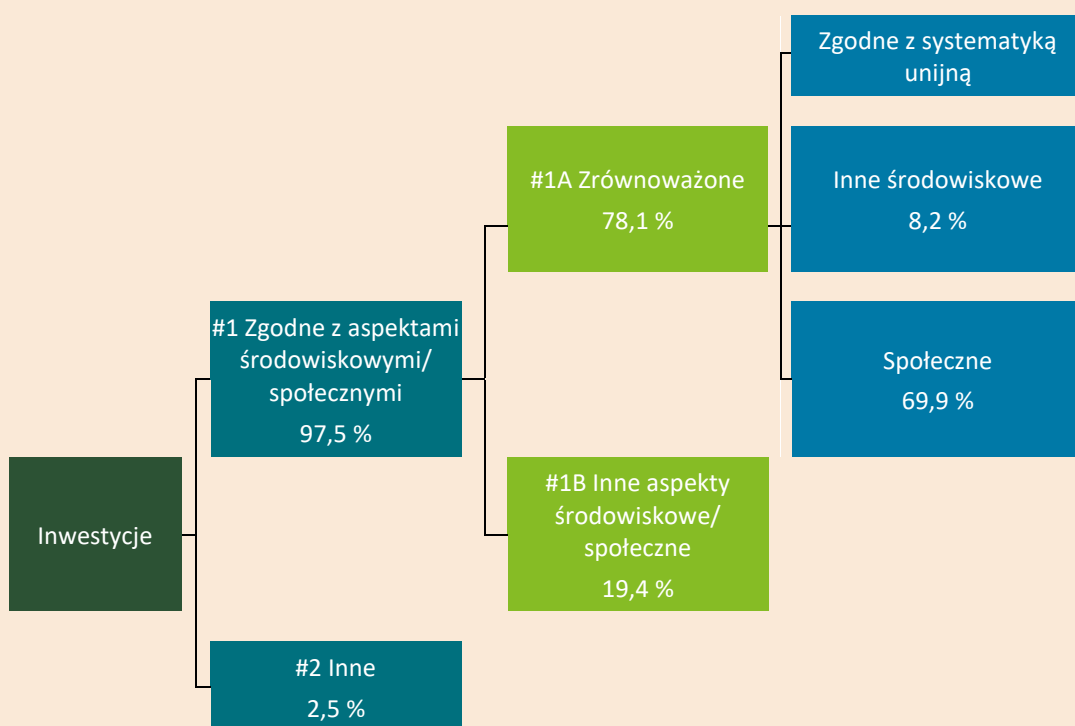 Zgodne z systematyką
unijną
#1A Zrównoważone
78,1 %
Inne środowiskowe
8,2 %
#1 Zgodne z aspektami
środowiskowymi/
społecznymi
97,5 %
Społeczne
69,9 %
Inwestycje
#1B Inne aspekty
środowiskowe/
społeczne
19,4 %
#2 Inne
2,5 %